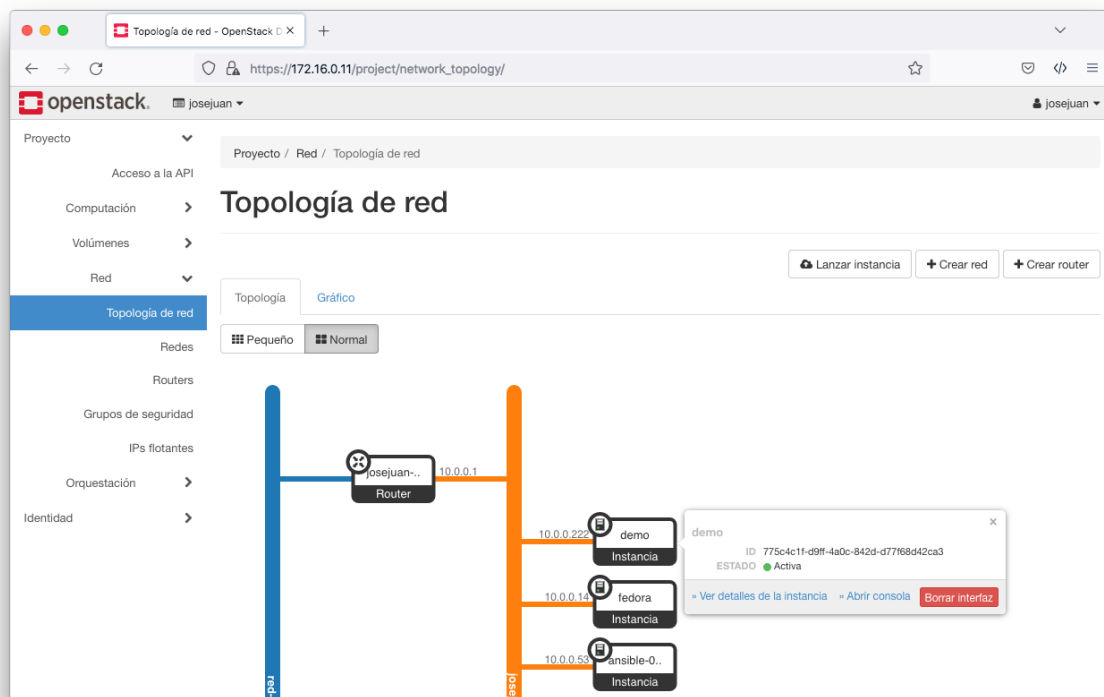 Topología de red - OpenStack D
https://172.16.0.11/project/network_topology/
openstack. josejuan josejuan
Proyecto
Acceso a la API
Computación
Volúmenes
Red
Topología de red
Redes
Routers
Grupos de seguridad
IPs flotantes
Orquestación
Identidad
Proyecto / Red / Topología de red
Topología de red
Lanzar instancia + Crear red + Crear router
Topología Gráfico
Pequeño Normal
josejuan-.. 10.0.0.1
Router
10.0.0.222 demo
Instancia
10.0.0.14 fedora
Instancia
10.0.0.53 ansible-0..
Instancia
red-
jose
demo ×
ID 775c4c1f-d9ff-4a0c-842d-d77f68d42ca3
ESTADO Activa
» Ver detalles de la instancia » Abrir consola Borrar interfaz